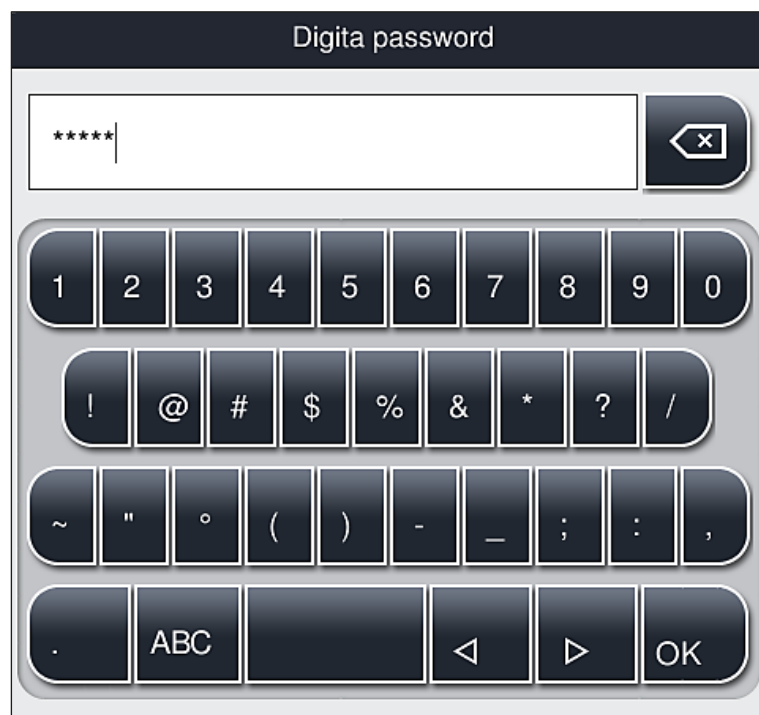 Digita password
*****
1 2 3 4 5 6 7 8 9 0
! @ # $ % & * ? /
~ " ° ( ) - _ ; : ,
. ABC OK